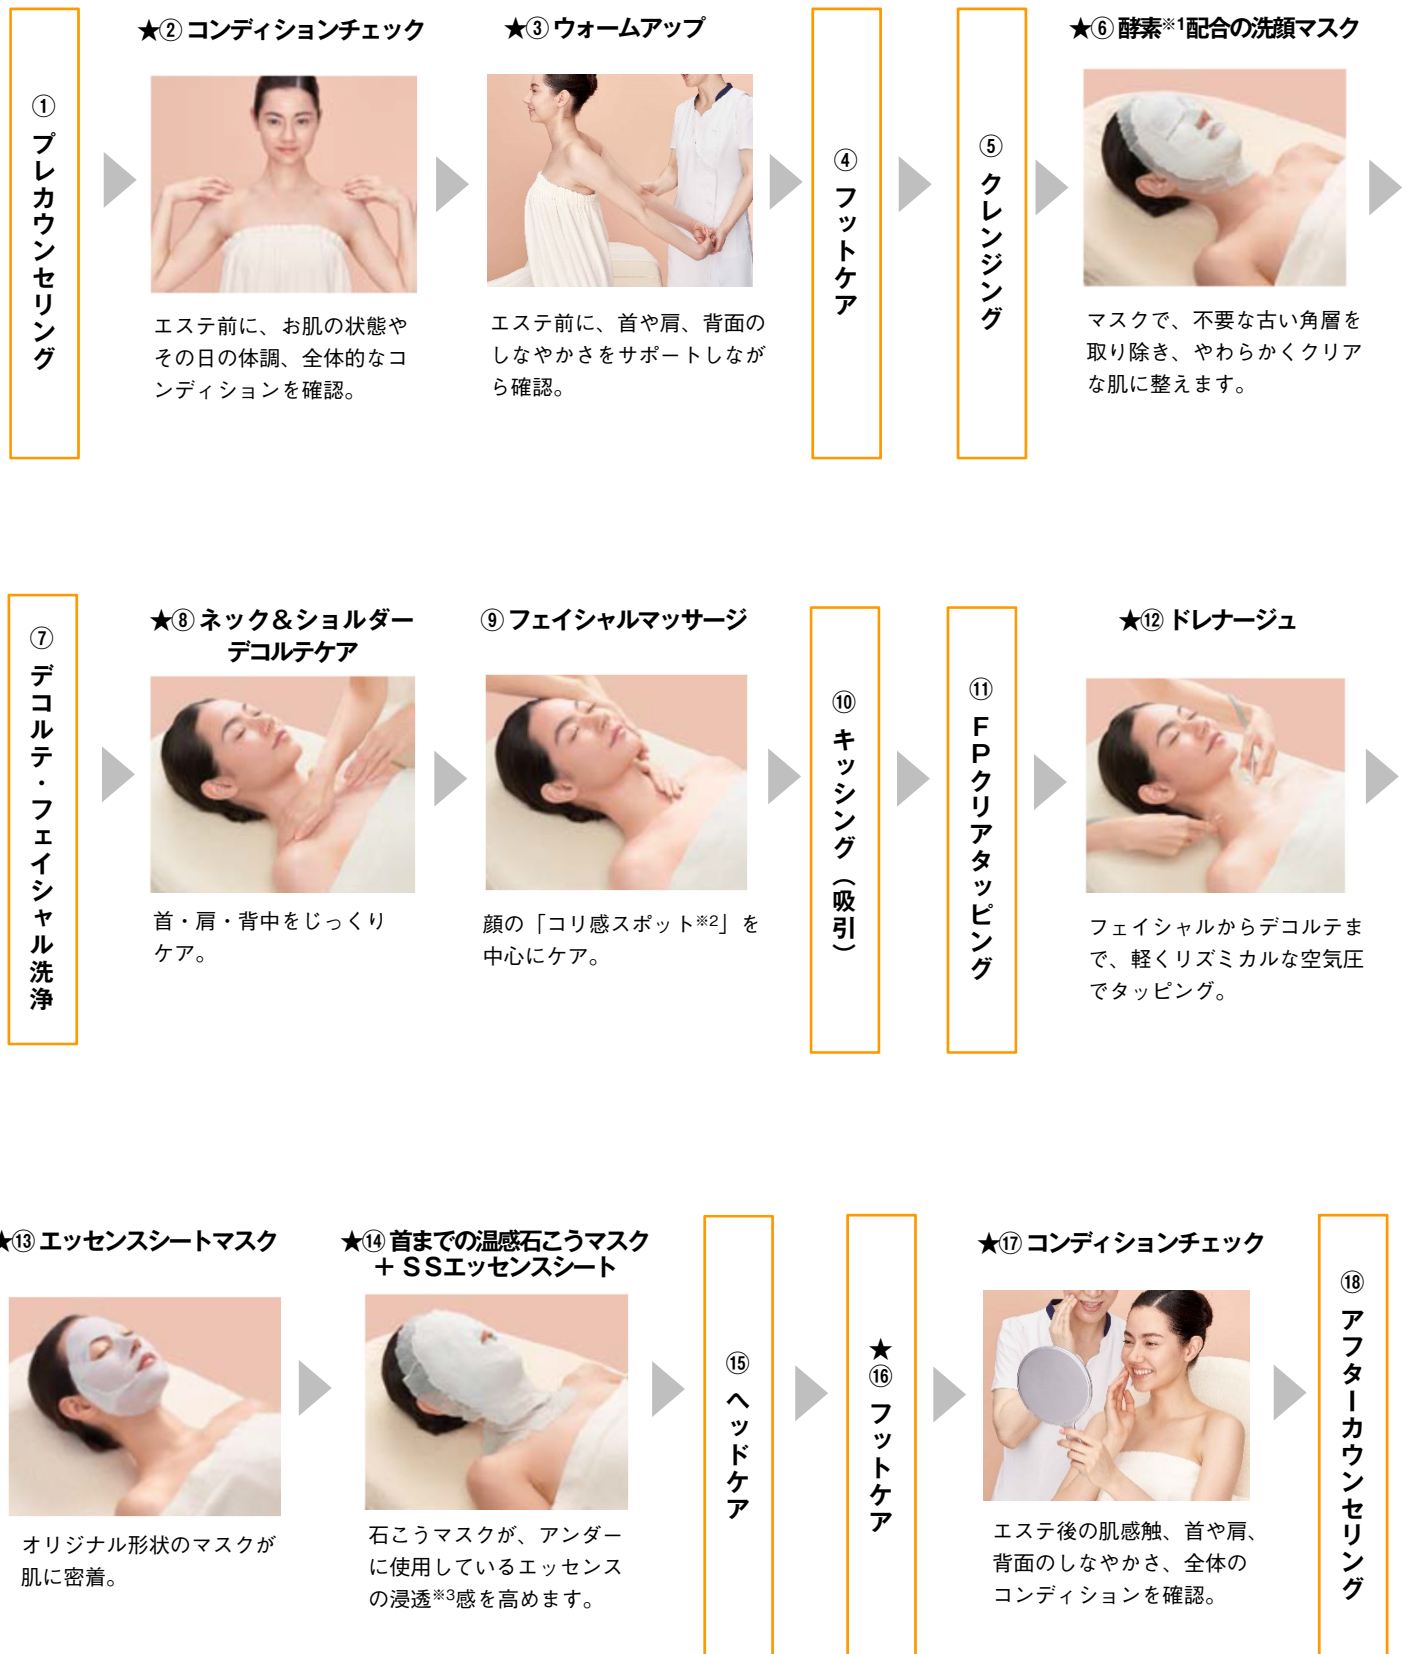 ① プレカウンセリング
★② コンディションチェック
エステ前に、お肌の状態や
その日の体調、全体的なコ
ンディションを確認。
★③ ウォームアップ
エステ前に、首や肩、背面の
しなやかさをサポートしなが
ら確認。
④ フットケア
⑤ クレンジング
★⑥ 酵素※1配合の洗顔マスク
マスクで、不要な古い角層を
取り除き、やわらかくクリア
な肌に整えます。
⑦ デコルテ・フェイシャル洗浄
★⑧ ネック＆ショルダー
デコルテケア
首・肩・背中をじっくり
ケア。
⑨ フェイシャルマッサージ
顔の「コリ感スポット※2」を
中心にケア。
⑩ キッシング（吸引）
⑪ FPクリアタッピング
★⑫ ドレナージュ
フェイシャルからデコルテま
で、軽くリズミカルな空気圧
でタッピング。
★⑬ エッセンスシートマスク
オリジナル形状のマスクが
肌に密着。
★⑭ 首までの温感石こうマスク
＋ＳＳエッセンスシート
石こうマスクが、アンダー
に使用しているエッセンス
の浸透※3感を高めます。
⑮ ヘッドケア
★⑯ フットケア
★⑰ コンディションチェック
エステ後の肌感触、首や肩、
背面のしなやかさ、全体の
コンディションを確認。
⑱ アフターカウンセリング